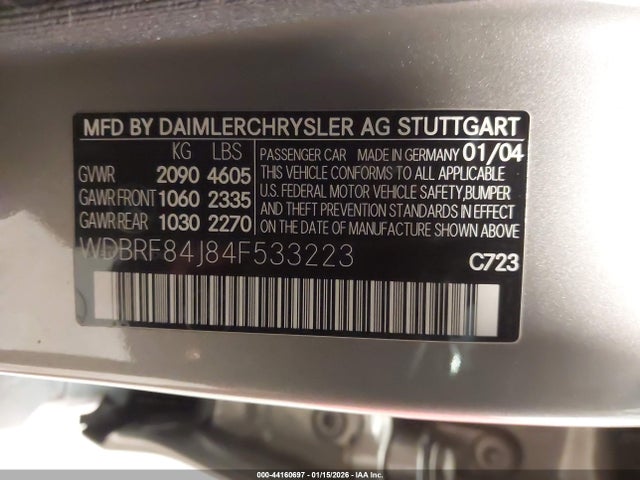 MFD BY DAIMLERCHRYSLER AG STUTTGART
KG LBS
GVWR 2090 4605
GAWR FRONT 1060 2335
GAWR REAR 1030 2270
PASSENGER CAR MADE IN GERMANY 01/04
THIS VEHICLE CONFORMS TO ALL APPLICABLE
U.S. FEDERAL MOTOR VEHICLE SAFETY,BUMPER
AND THEFT PREVENTION STANDARDS IN EFFECT
ON THE DATE OF MANUFACTURE SHOWN ABOVE.
WDBRF84J84F533223
C723
000-44160697 - 01/15/2026 - IAA Inc.